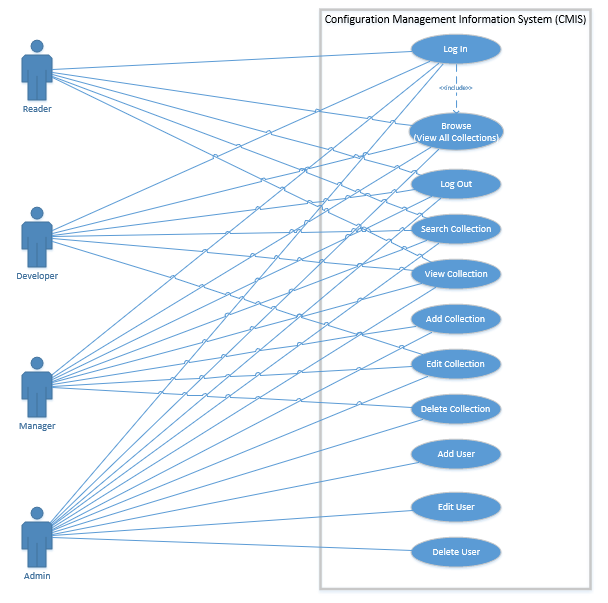 Configuration Management Information System (CMIS)
Log In
Reader
<<include>>
Browse
(View All Collections)
Log Out
Search Collection
Developer
View Collection
Add Collection
Edit Collection
Delete Collection
Manager
Add User
Edit User
Delete User
Admin